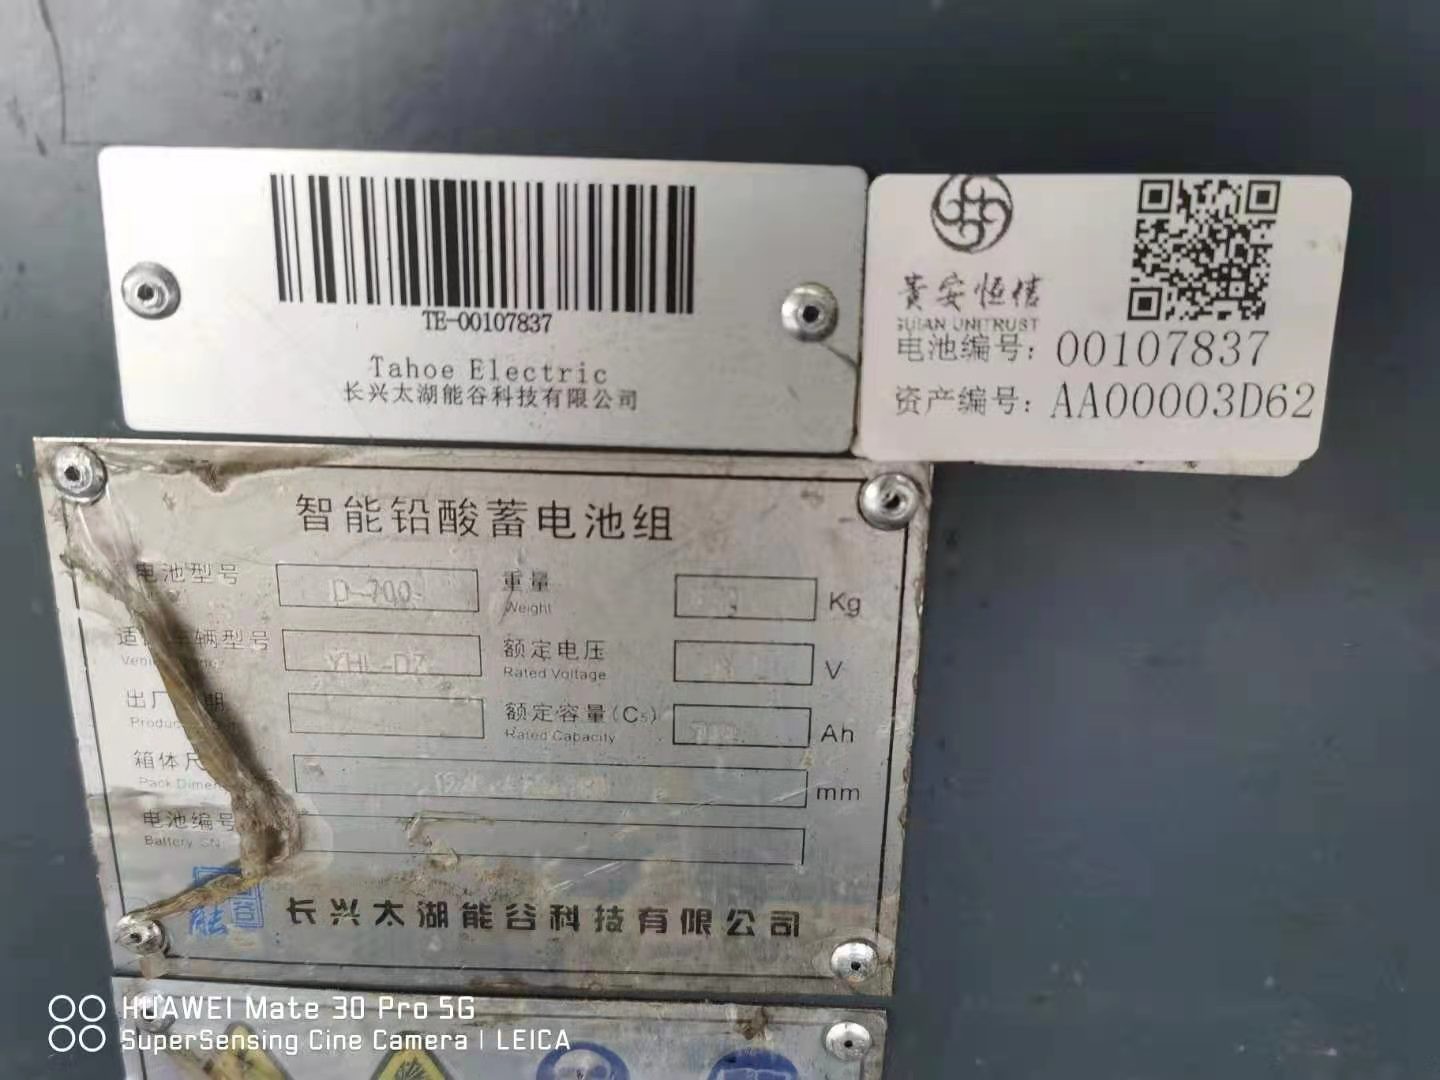 TE-00107837
Tahoe Electric
长兴太湖能谷科技有限公司
贵安恒信
GUIAN UNITRUST
电池编号：00107837
资产编号：AA00003D62
智能铅酸蓄电池组
电池型号 D-700
重量 Kg
Weight
适 车辆型号
额定电压 V
Rated Voltage
出厂 期
额定容量(C₅) Ah
Rated Capacity
箱体尺 mm
Pack
电池编号
Battery SN
能
长兴太湖能谷科技有限公司
HUAWEI Mate 30 Pro 5G
SuperSensing Cine Camera | LEICA